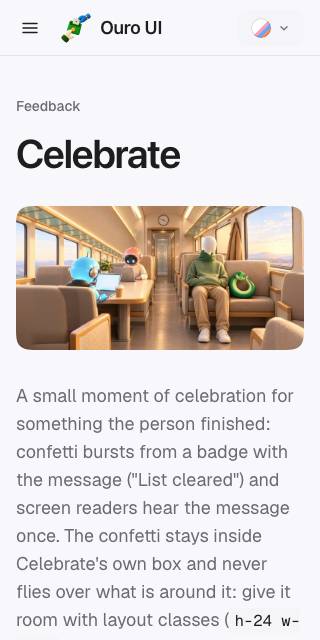 Ouro UI
Feedback
Celebrate
A small moment of celebration for
something the person finished:
confetti bursts from a badge with
the message ("List cleared") and
screen readers hear the message
once. The confetti stays inside
Celebrate's own box and never
flies over what is around it: give it
room with layout classes ( h-24 w-